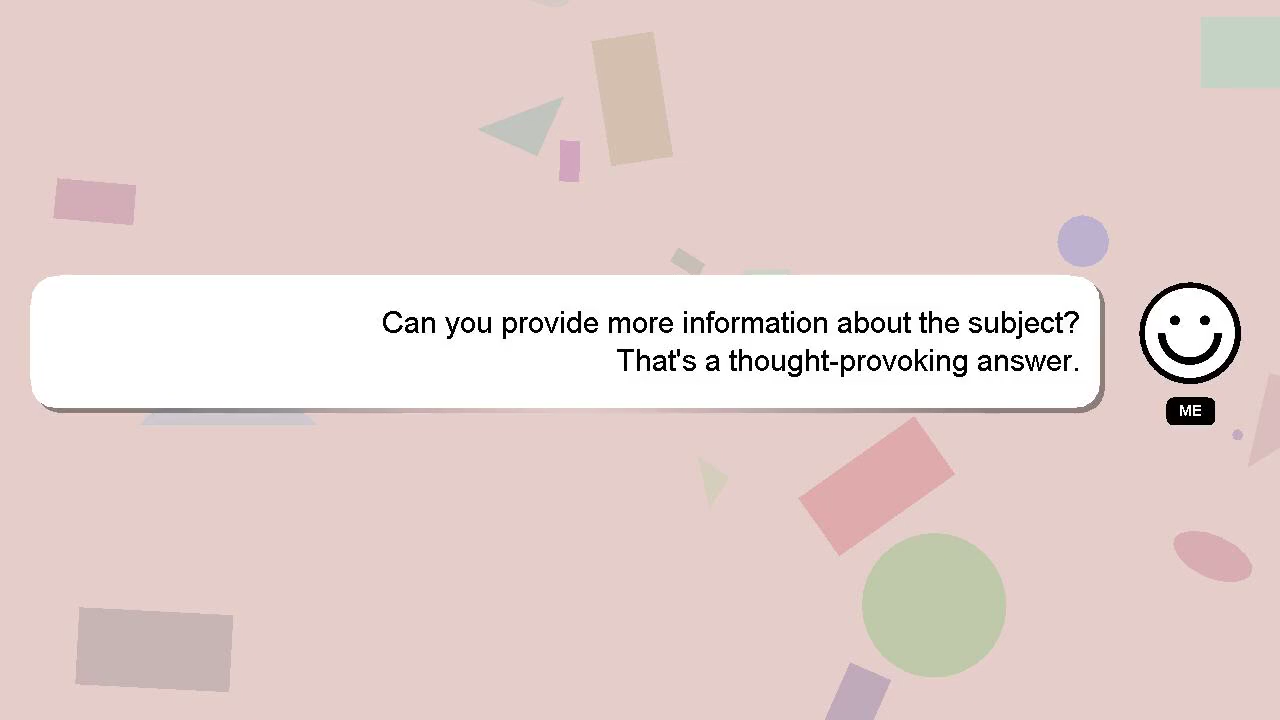 Can you provide more information about the subject?
That's a thought-provoking answer.
ME